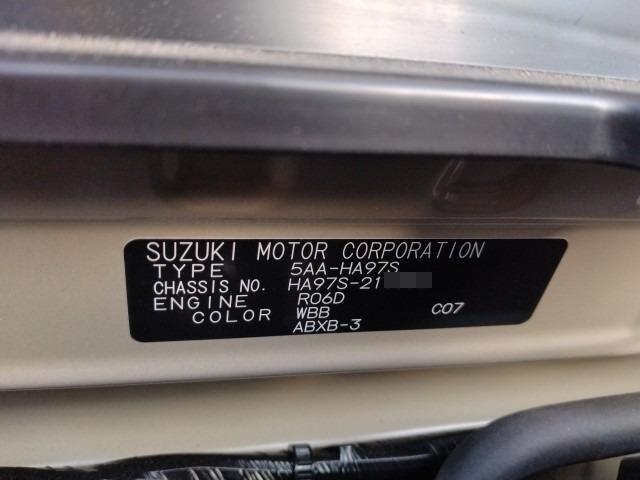 SUZUKI MOTOR CORPORATION
TYPE 5AA-HA97S
CHASSIS NO. HA97S-21
ENGINE R06D
COLOR WBB C07
ABXB-3